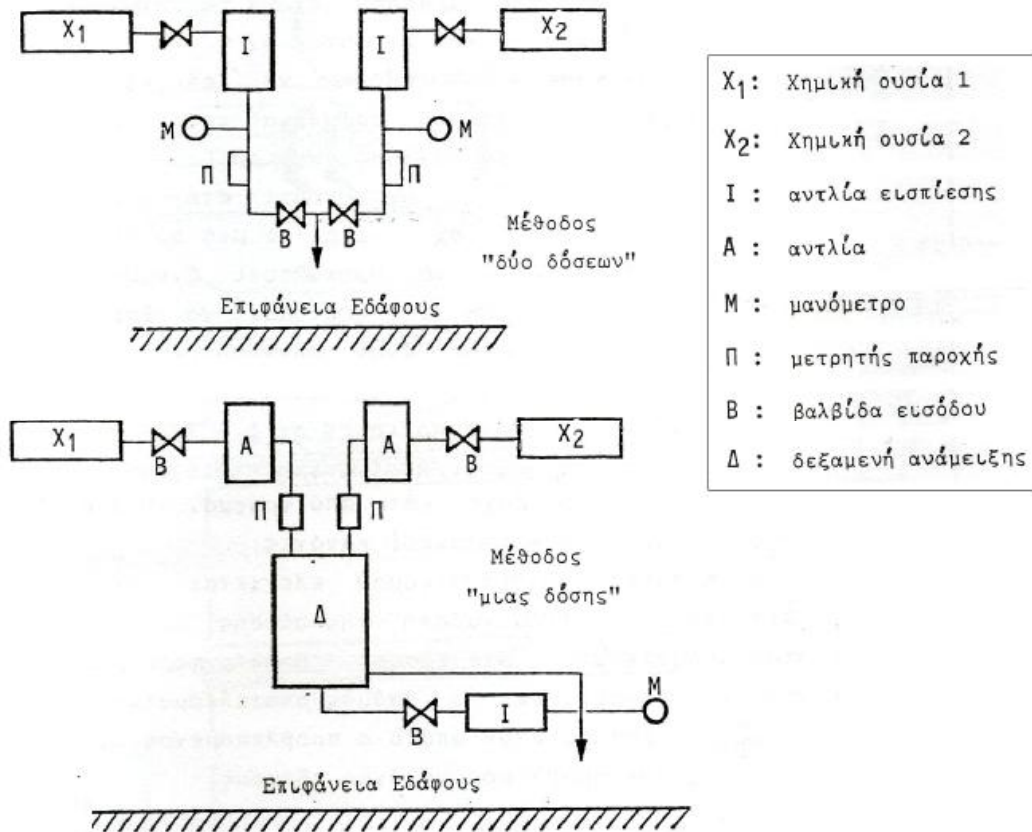 X₁
I
I
X₂
M
M
Π
Π
B
B
Μέθοδος
"δύο δόσεων"
Επιφάνεια Εδάφους
X₁
B
A
A
B
X₂
Π
Π
Μέθοδος
"μιας δόσης"
Δ
B
I
M
Επιφάνεια Εδάφους
X₁: Χημική ουσία 1
X₂: Χημική ουσία 2
I : αντλία εισπίεσης
A : αντλία
M : μανόμετρο
Π : μετρητής παροχής
B : βαλβίδα εισόδου
Δ : δεξαμενή ανάμειξης